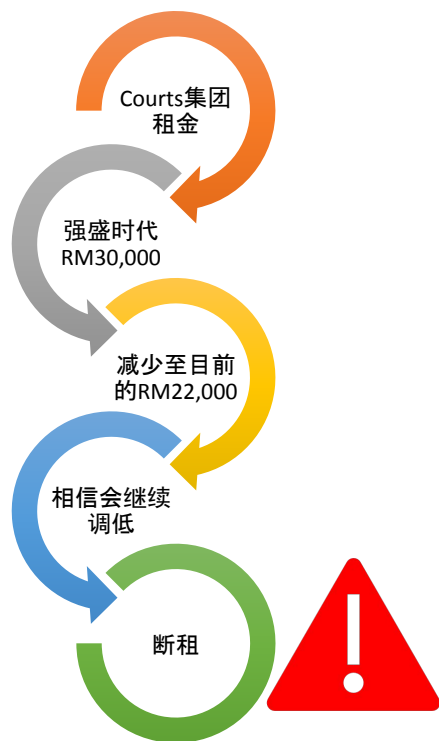 Courts集团
租金
强盛时代
RM30,000
减少至目前
的RM22,000
相信会继续
调低
断租